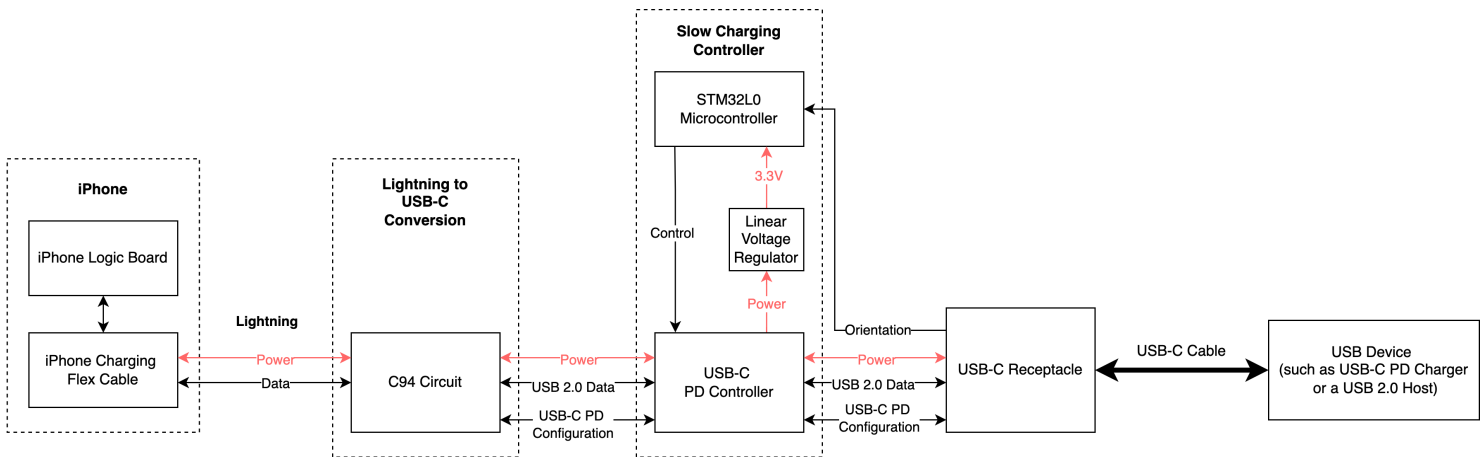 iPhone
iPhone Logic Board
iPhone Charging
Flex Cable
Lightning
Power
Data
Lightning to
USB-C
Conversion
C94 Circuit
Power
USB 2.0 Data
USB-C PD
Configuration
Slow Charging
Controller
STM32L0
Microcontroller
Control
3.3V
Linear
Voltage
Regulator
Power
USB-C
PD Controller
Orientation
Power
USB 2.0 Data
USB-C PD
Configuration
USB-C Receptacle
USB-C Cable
USB Device
(such as USB-C PD Charger
or a USB 2.0 Host)